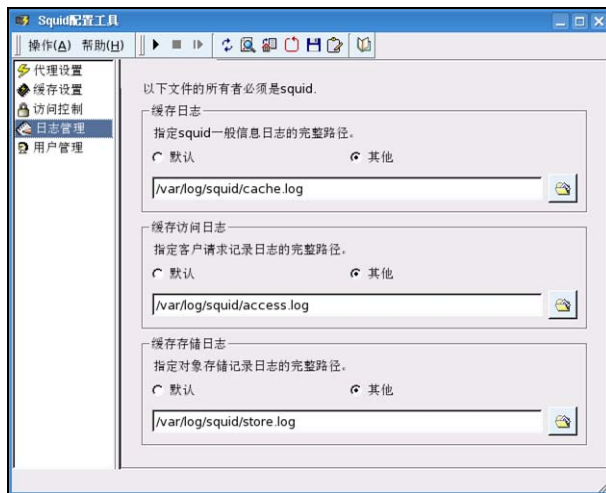 Squid配置工具
操作(A) 帮助(H)
代理设置
缓存设置
访问控制
日志管理
用户管理
以下文件的所有者必须是squid.
缓存日志
指定squid一般信息日志的完整路径。
默认 其他
/var/log/squid/cache.log
缓存访问日志
指定客户请求记录日志的完整路径。
默认 其他
/var/log/squid/access.log
缓存存储日志
指定对象存储记录日志的完整路径。
默认 其他
/var/log/squid/store.log